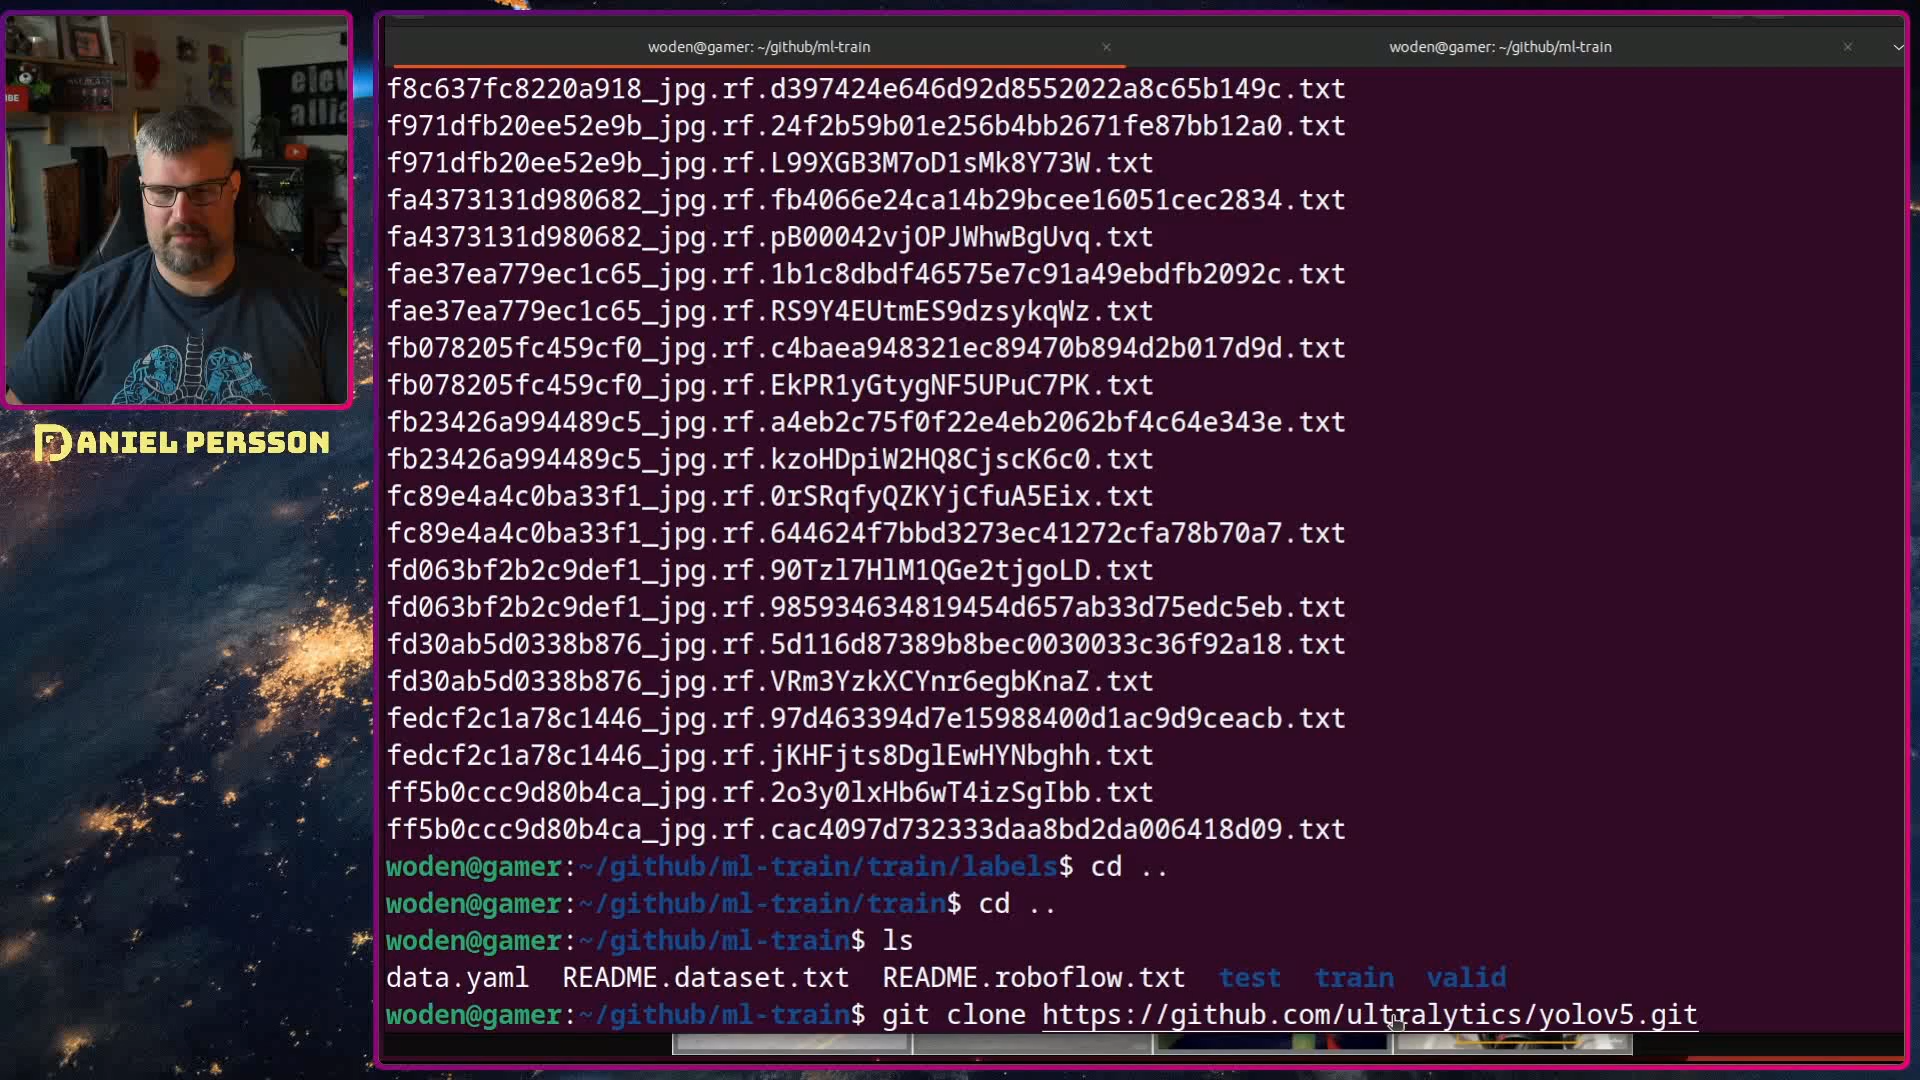 woden@gamer: ~/github/ml-train
woden@gamer: ~/github/ml-train
f8c637fc8220a918_jpg.rf.d397424e646d92d8552022a8c65b149c.txt
f971dfb20ee52e9b_jpg.rf.24f2b59b01e256b4bb2671fe87bb12a0.txt
f971dfb20ee52e9b_jpg.rf.L99XGB3M7oD1sMk8Y73W.txt
fa4373131d980682_jpg.rf.fb4066e24ca14b29bcee16051cec2834.txt
fa4373131d980682_jpg.rf.pB00042vjOPJWhwBgUvq.txt
fae37ea779ec1c65_jpg.rf.1b1c8dbdf46575e7c91a49ebdfb2092c.txt
fae37ea779ec1c65_jpg.rf.RS9Y4EUtmES9dzsykqWz.txt
fb078205fc459cf0_jpg.rf.c4baea948321ec89470b894d2b017d9d.txt
fb078205fc459cf0_jpg.rf.EkPR1yGtygNF5UPuC7PK.txt
fb23426a994489c5_jpg.rf.a4eb2c75f0f22e4eb2062bf4c64e343e.txt
fb23426a994489c5_jpg.rf.kzoHDpiW2HQ8CjscK6c0.txt
fc89e4a4c0ba33f1_jpg.rf.0rSRqfyQZKYjCfuA5Eix.txt
fc89e4a4c0ba33f1_jpg.rf.644624f7bbd3273ec41272cfa78b70a7.txt
fd063bf2b2c9def1_jpg.rf.90Tzl7HlM1QGe2tjgoLD.txt
fd063bf2b2c9def1_jpg.rf.985934634819454d657ab33d75edc5eb.txt
fd30ab5d0338b876_jpg.rf.5d116d87389b8bec0030033c36f92a18.txt
fd30ab5d0338b876_jpg.rf.VRm3YzkXCYnr6egbKnaZ.txt
fedcf2c1a78c1446_jpg.rf.97d463394d7e15988400d1ac9d9ceacb.txt
fedcf2c1a78c1446_jpg.rf.jKHFjts8DglEwHYNbghh.txt
ff5b0ccc9d80b4ca_jpg.rf.2o3y0lxHb6wT4izSgIbb.txt
ff5b0ccc9d80b4ca_jpg.rf.cac4097d732333daa8bd2da006418d09.txt
woden@gamer:~/github/ml-train/train/labels$ cd ..
woden@gamer:~/github/ml-train/train$ cd ..
woden@gamer:~/github/ml-train$ ls
data.yaml README.dataset.txt README.roboflow.txt test train valid
woden@gamer:~/github/ml-train$ git clone https://github.com/ultralytics/yolov5.git
DANIEL PERSSON